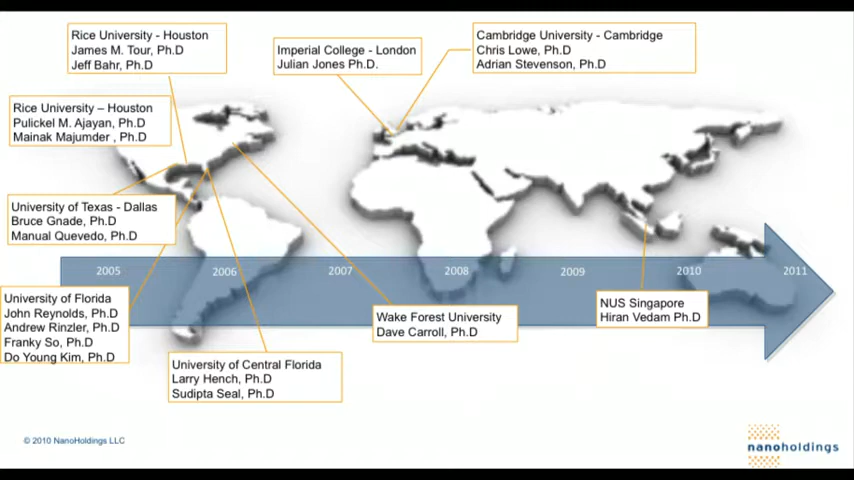 Rice University - Houston
James M. Tour, Ph.D
Jeff Bahr, Ph.D
Imperial College - London
Julian Jones Ph.D.
Cambridge University - Cambridge
Chris Lowe, Ph.D
Adrian Stevenson, Ph.D
Rice University – Houston
Pulickel M. Ajayan, Ph.D
Mainak Majumder , Ph.D
University of Texas - Dallas
Bruce Gnade, Ph.D
Manual Quevedo, Ph.D
2005 2006 2007 2008 2009 2010 2011
University of Florida
John Reynolds, Ph.D
Andrew Rinzler, Ph.D
Franky So, Ph.D
Do Young Kim, Ph.D
Wake Forest University
Dave Carroll, Ph.D
NUS Singapore
Hiran Vedam Ph.D
University of Central Florida
Larry Hench, Ph.D
Sudipta Seal, Ph.D
© 2010 NanoHoldings LLC
nanoholdings